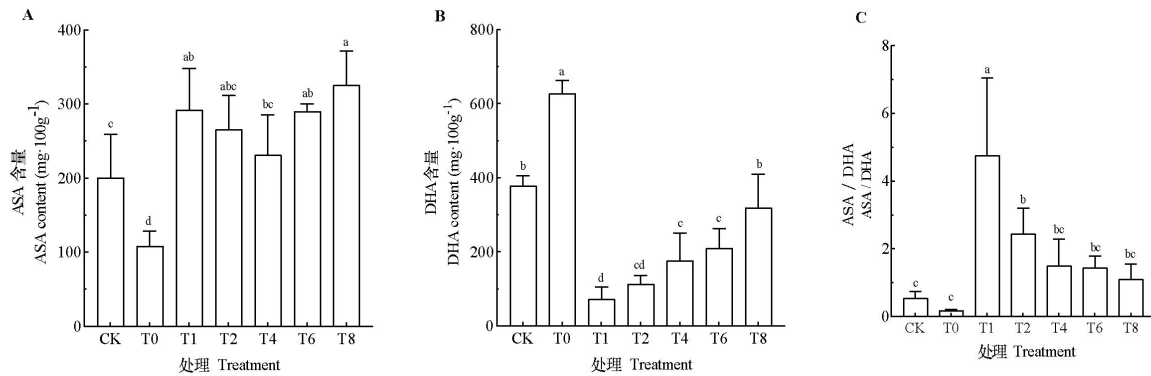 A
ASA 含量
ASA content (mg·100g⁻¹)
400
300
200
100
0
c
d
ab
abc
bc
ab
a
CK T0 T1 T2 T4 T6 T8
处理 Treatment
B
DHA含量
DHA content (mg·100g⁻¹)
800
600
400
200
0
b
a
d
cd
c
c
b
CK T0 T1 T2 T4 T6 T8
处理 Treatment
C
ASA / DHA
ASA / DHA
8
6
4
2
0
c
c
a
b
bc
bc
bc
CK T0 T1 T2 T4 T6 T8
处理 Treatment